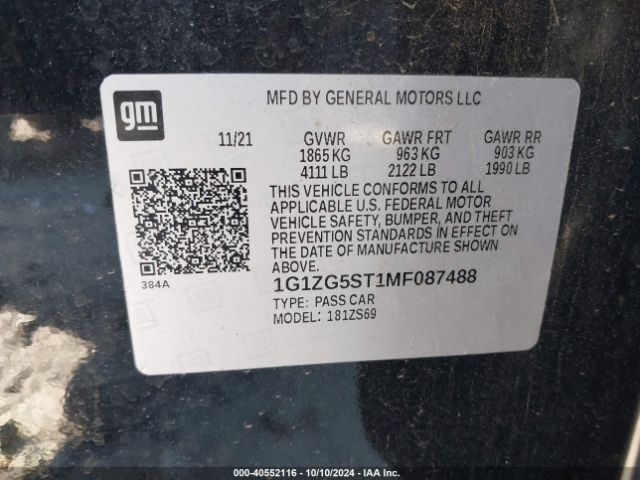 gm
MFD BY GENERAL MOTORS LLC
11/21 GVWR GAWR FRT GAWR RR
1865 KG 963 KG 903 KG
4111 LB 2122 LB 1990 LB
THIS VEHICLE CONFORMS TO ALL
APPLICABLE U.S. FEDERAL MOTOR
VEHICLE SAFETY, BUMPER, AND THEFT
PREVENTION STANDARDS IN EFFECT ON
THE DATE OF MANUFACTURE SHOWN
ABOVE.
384A
1G1ZG5ST1MF087488
TYPE: PASS CAR
MODEL: 181ZS69
000-40552116 - 10/10/2024 - IAA Inc.